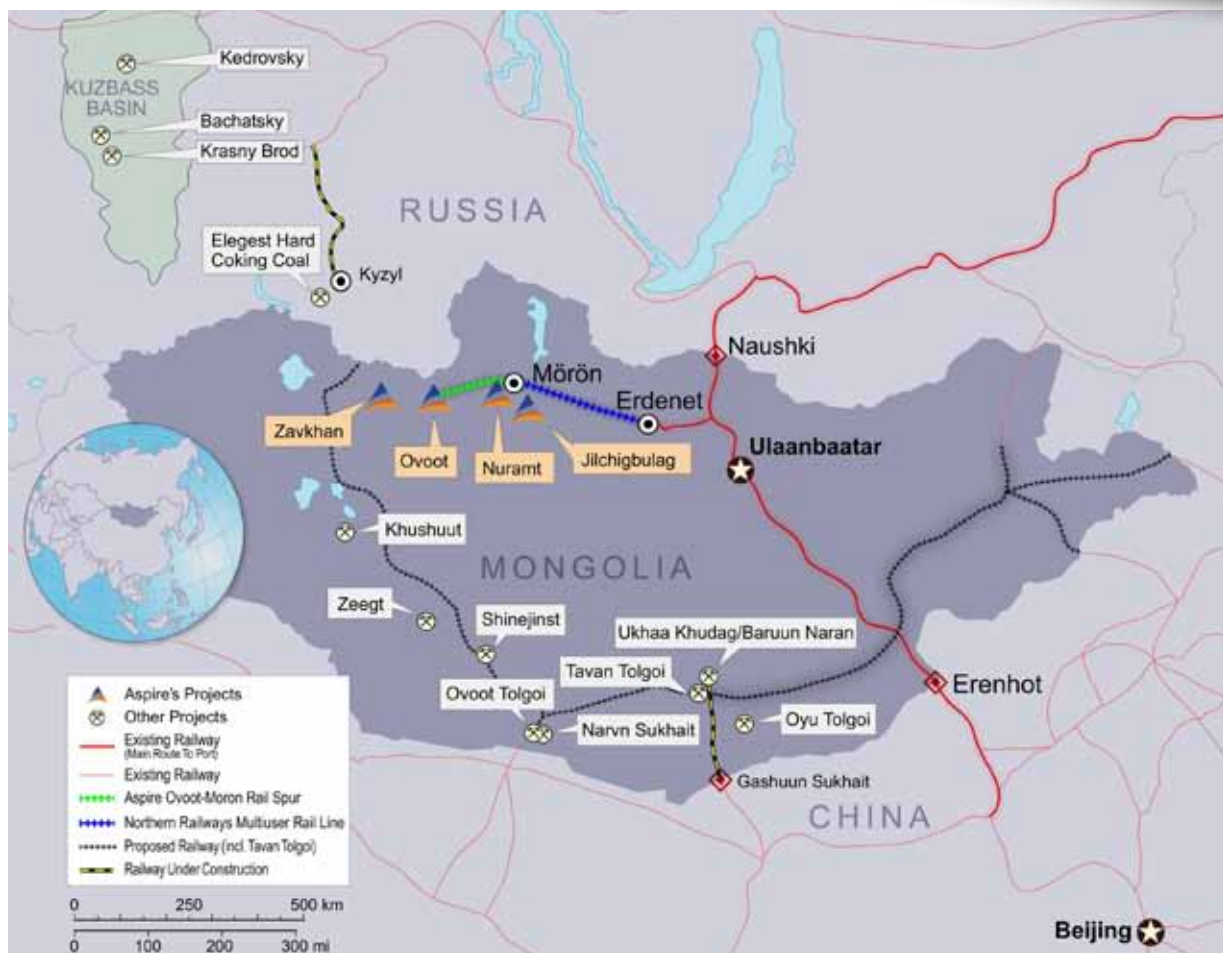 Kedrovsky
KUZBASS
BASIN
Bachatsky
Krasny Brod
RUSSIA
Elegest Hard
Coking Coal
Kyzyl
Naushki
Mörön
Erdenet
Zavkhan
Ovoot
Nuramt
Jilchigbulag
Ulaanbaatar
Khushuut
MONGOLIA
Zeegt
Shinejinst
Ukhaa Khudag/Baruun Naran
Tavan Tolgoi
Ovoot Tolgoi
Narvn Sukhait
Oyu Tolgoi
Erenhot
Gashuun Sukhait
CHINA
Aspire's Projects
Other Projects
Existing Railway
(Main Route To Port)
Existing Railway
Aspire Ovoot-Moron Rail Spur
Northern Railways Multiuser Rail Line
Proposed Railway (incl. Tavan Tolgoi)
Railway Under Construction
0 250 500 km
0 100 200 300 mi
Beijing